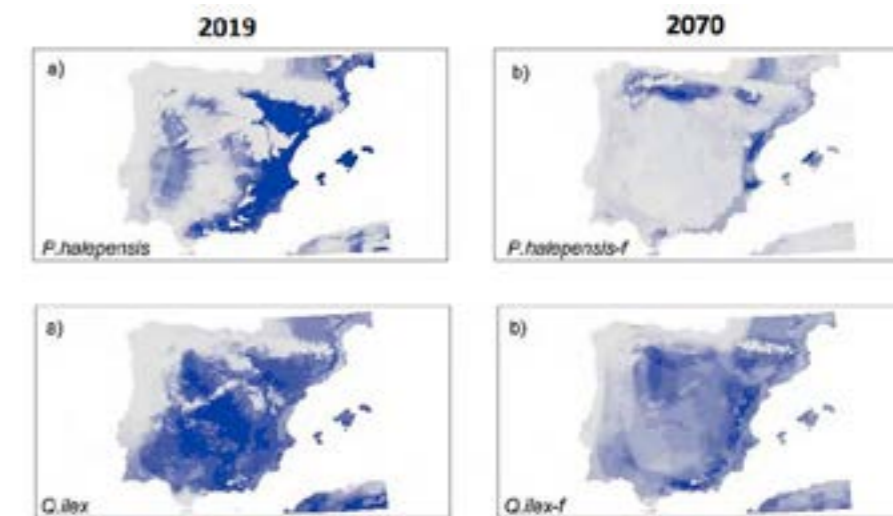 2019 2070
a) b)
P.halepensis P.halepensis-f
a) b)
Q.ilex Q.ilex-f